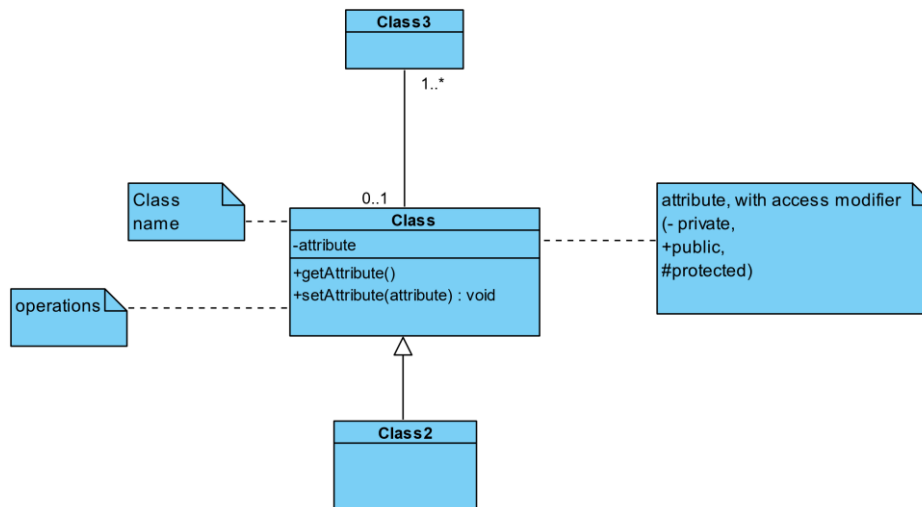 Class3
1..*
0..1
Class
name
Class
-attribute
+getAttribute()
+setAttribute(attribute) : void
attribute, with access modifier
(- private,
+public,
#protected)
operations
Class2